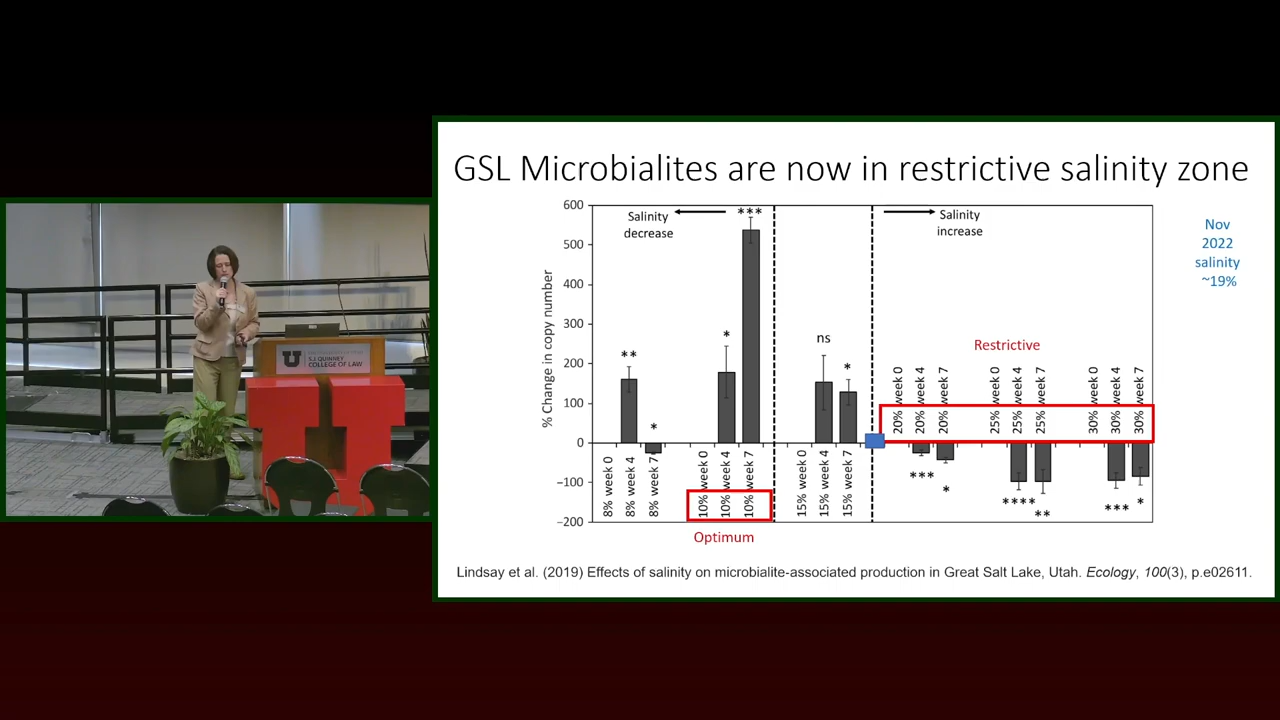 GSL Microbialites are now in restrictive salinity zone
% Change in copy number
600
500
400
300
200
100
0
−100
−200
Salinity
decrease
Salinity
increase
**
*
*
***
ns
*
***
*
****
**
***
*
8% week 0
8% week 4
8% week 7
10% week 0
10% week 4
10% week 7
15% week 0
15% week 4
15% week 7
20% week 0
20% week 4
20% week 7
25% week 0
25% week 4
25% week 7
30% week 0
30% week 4
30% week 7
Optimum
Restrictive
Nov
2022
salinity
~19%
Lindsay et al. (2019) Effects of salinity on microbialite-associated production in Great Salt Lake, Utah. Ecology, 100(3), p.e02611.
U
S.J. QUINNEY
COLLEGE OF LAW